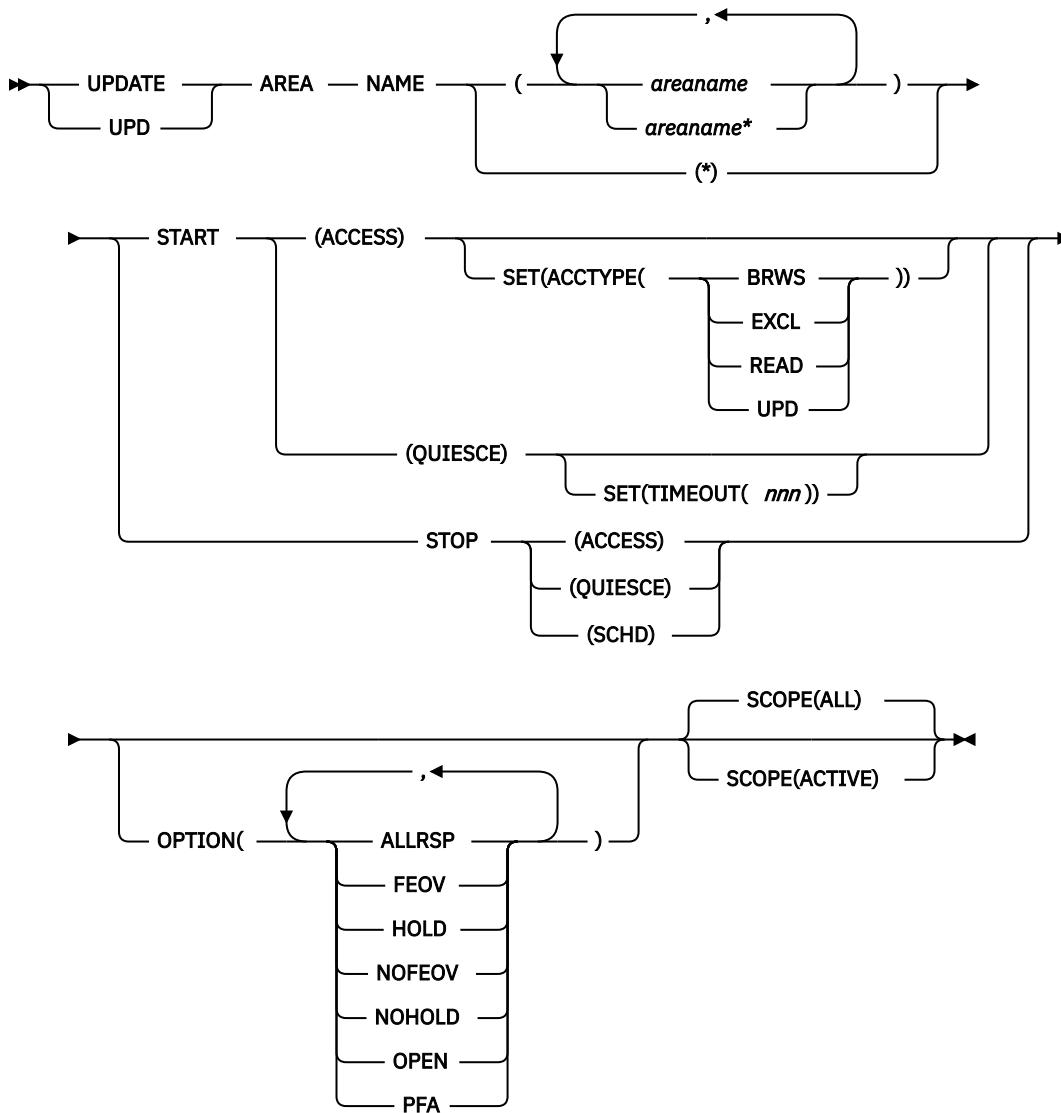 ,
UPDATE AREA NAME ( areaname )
UPD areaname*
(*)
START (ACCESS)
SET(ACCTYPE( BRWS ))
EXCL
READ
UPD
(QUIESCE)
SET(TIMEOUT( nnn ))
STOP (ACCESS)
(QUIESCE)
(SCHD)
SCOPE(ALL)
SCOPE(ACTIVE)
,
OPTION( ALLRSP )
FEOV
HOLD
NOFEOV
NOHOLD
OPEN
PFA